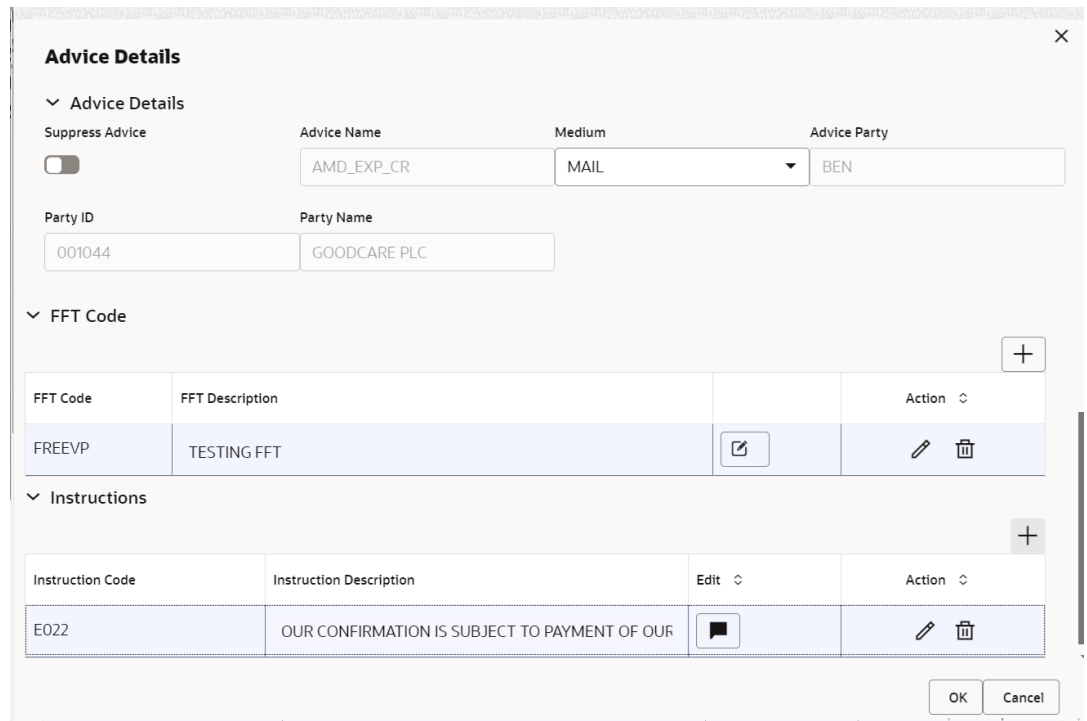 Advice Details
Advice Details
Suppress Advice Advice Name Medium Advice Party
AMD_EXP_CR MAIL BEN
Party ID Party Name
001044 GOODCARE PLC
FFT Code
FFT Code FFT Description Action
FREEVP TESTING FFT
Instructions
Instruction Code Instruction Description Edit Action
E022 OUR CONFIRMATION IS SUBJECT TO PAYMENT OF OUR
OK Cancel